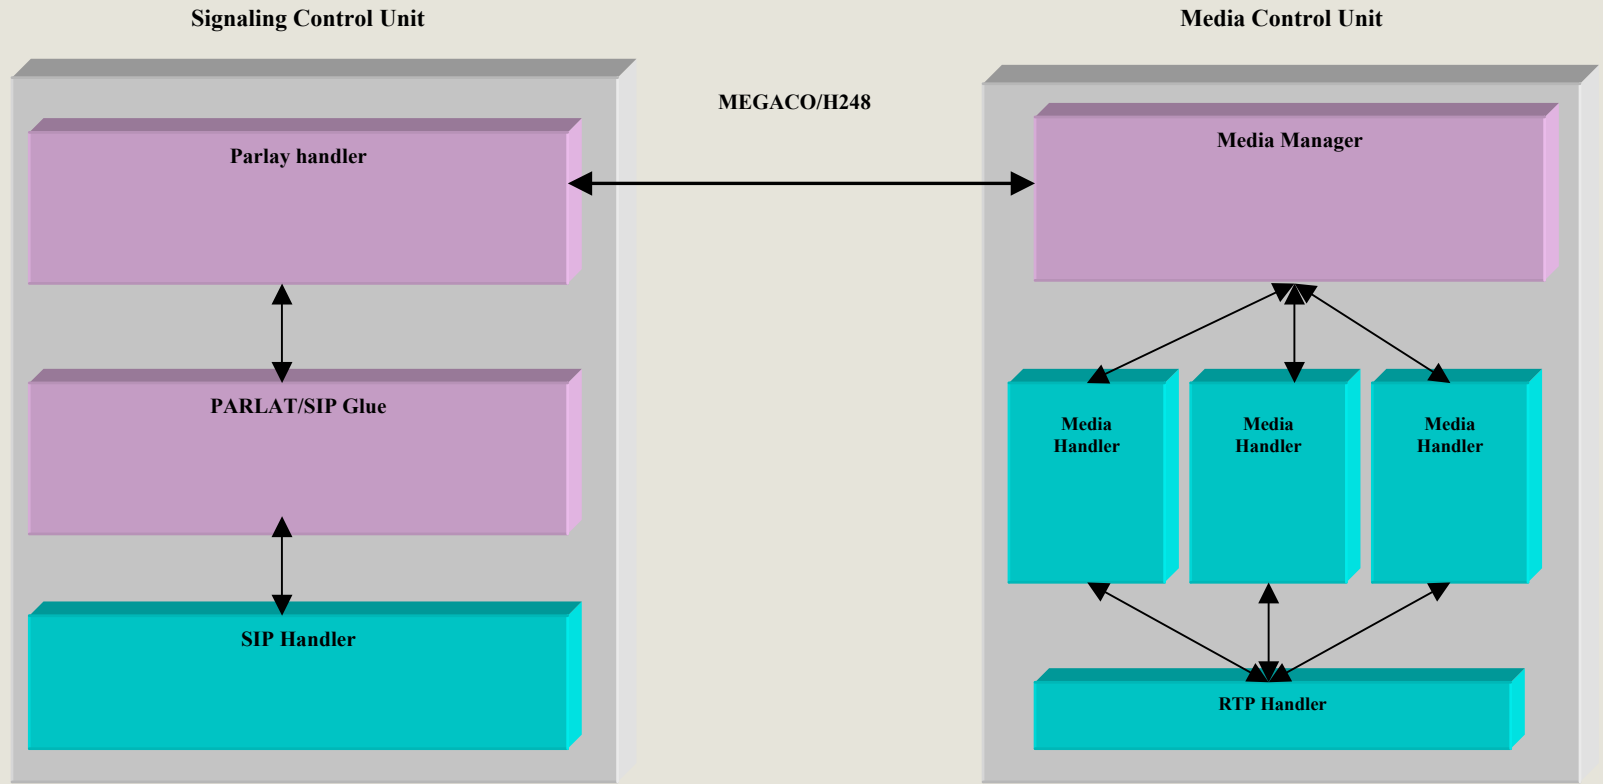 Signaling Control Unit
Media Control Unit
MEGACO/H248
Parlay handler
Media Manager
PARLAT/SIP Glue
Media
Handler
Media
Handler
Media
Handler
SIP Handler
RTP Handler